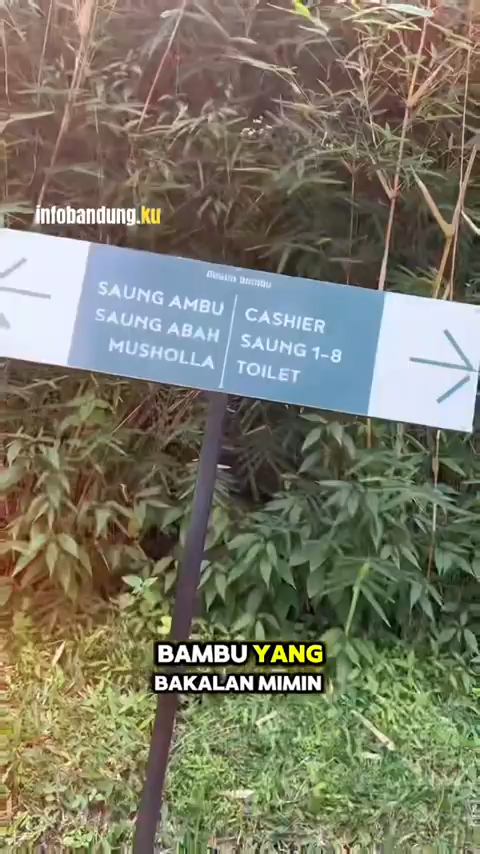 infobandung.ku
SAUNG AMBU
SAUNG ABAH
MUSHOLLA
CASHIER
SAUNG 1-8
TOILET
BAMBU YANG
BAKALAN MIMIN